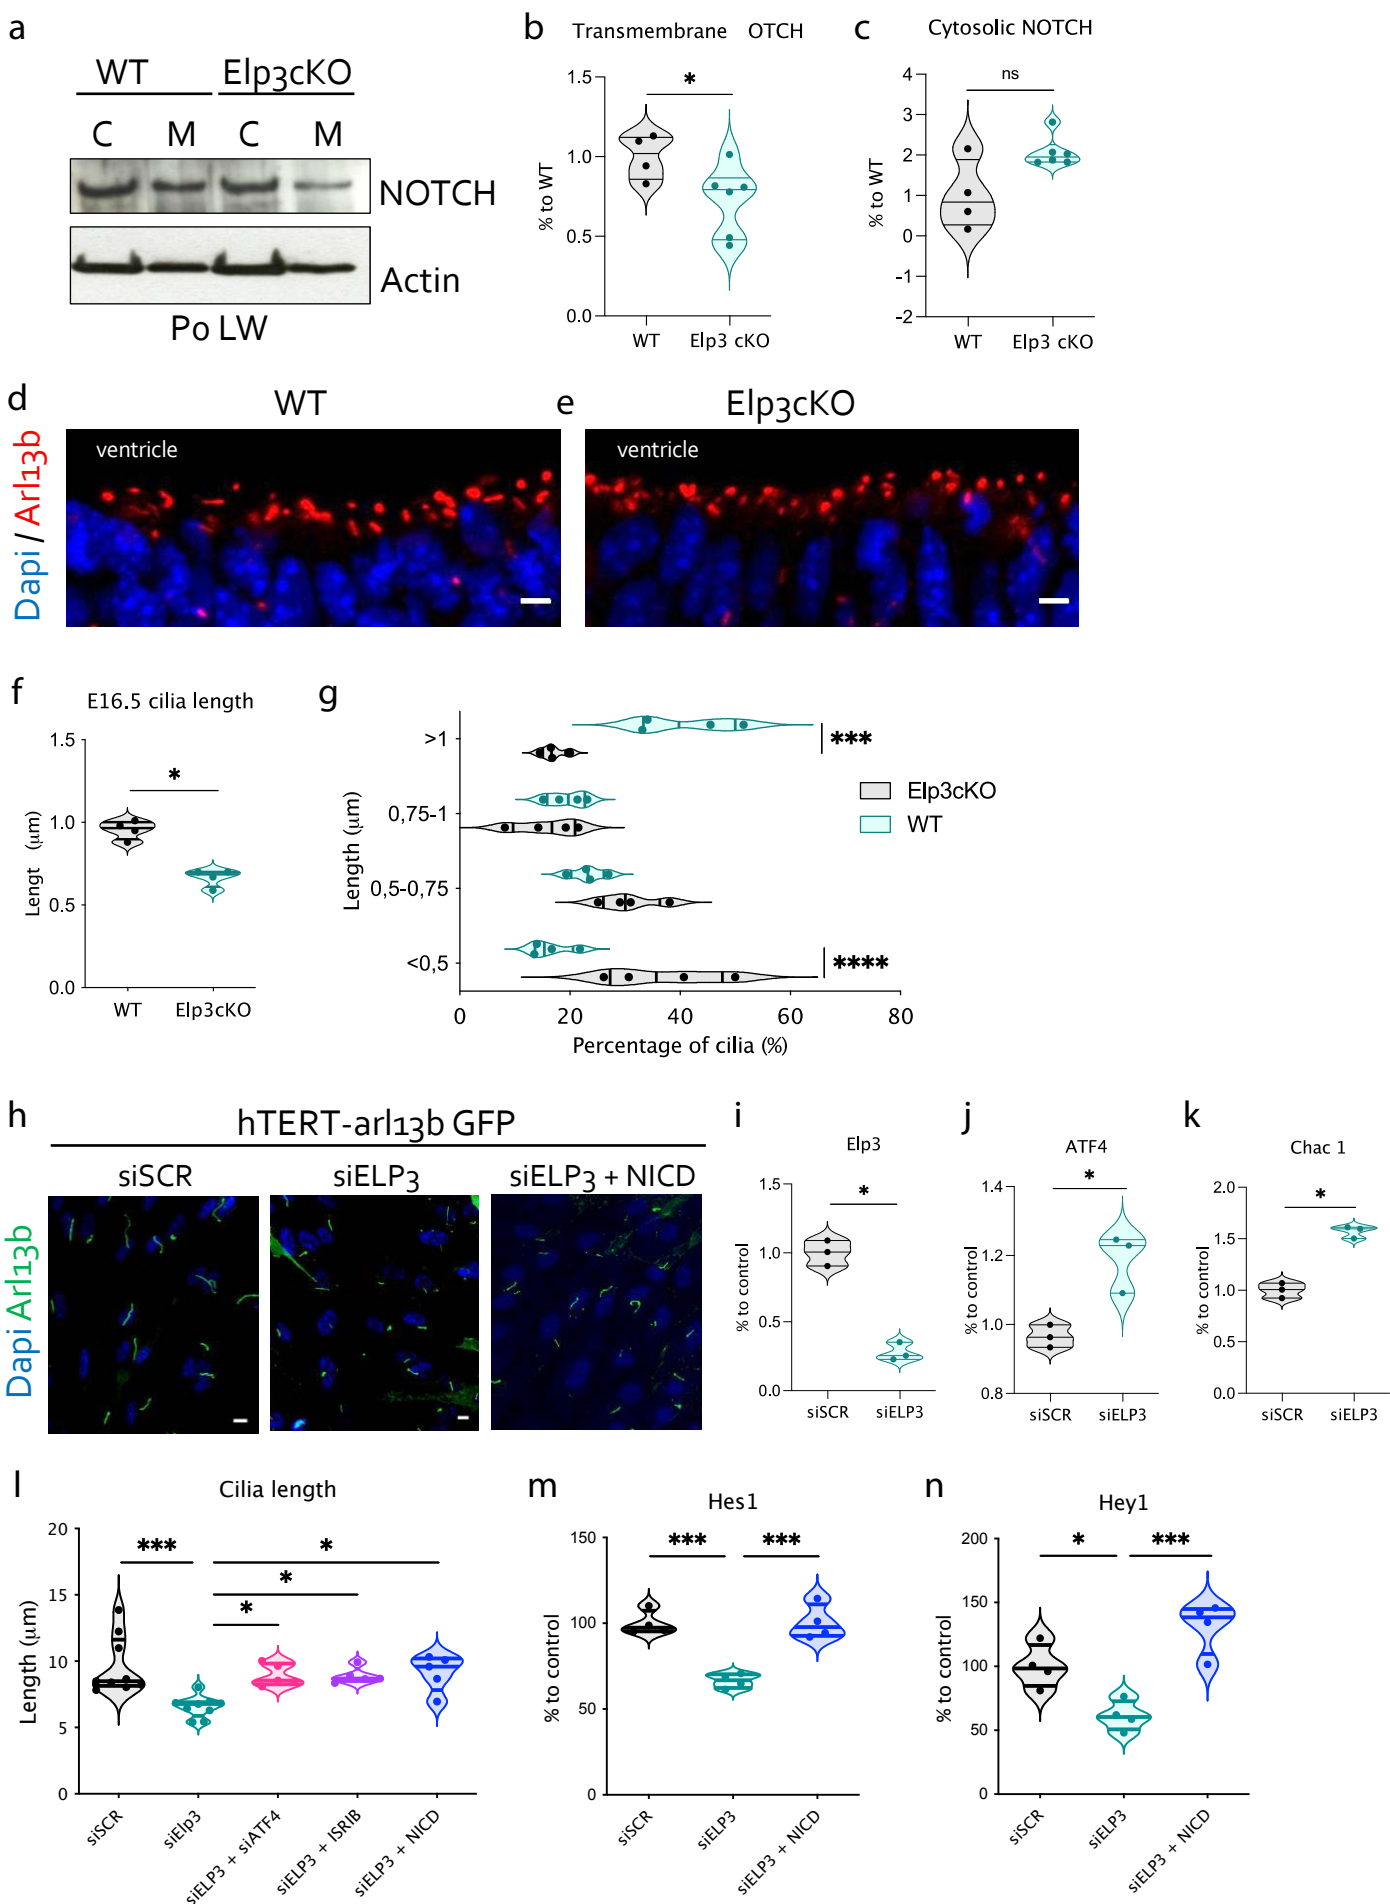 a
WT Elp3cKO
C M C M
NOTCH
Actin
Po LW
b
Transmembrane OTCH
*
1.5
1.0
0.5
0.0
% to WT
WT Elp3 cKO
c
Cytosolic NOTCH
ns
4
3
2
1
0
-1
-2
% to WT
WT Elp3 cKO
d
WT
ventricle
Dapi / Arl13b
e
Elp3cKO
ventricle
f
E16.5 cilia length
*
1.5
1.0
0.5
0.0
Lengt (μm)
WT Elp3cKO
g
>1
0,75-1
0,5-0,75
<0,5
Length (μm)
***
****
Elp3cKO
WT
0 20 40 60 80
Percentage of cilia (%)
h
hTERT-arl13b GFP
siSCR siELP3 siELP3 + NICD
Dapi Arl13b
i
Elp3
*
1.5
1.0
0.5
0.0
% to control
siSCR siELP3
j
ATF4
*
1.4
1.2
1.0
0.8
% to control
siSCR siELP3
k
Chac 1
*
2.0
1.5
1.0
0.5
0.0
% to control
siSCR siELP3
l
Cilia length
***
*
*
*
20
15
10
5
0
Length (μm)
siSCR
siElp3
siELP3 + siATF4
siELP3 + ISRIB
siELP3 + NICD
m
Hes1
*** ***
150
100
50
0
% to control
siSCR
siELP3
siELP3 + NICD
n
Hey1
* ***
200
150
100
50
0
% to control
siSCR
siELP3
siELP3 + NICD